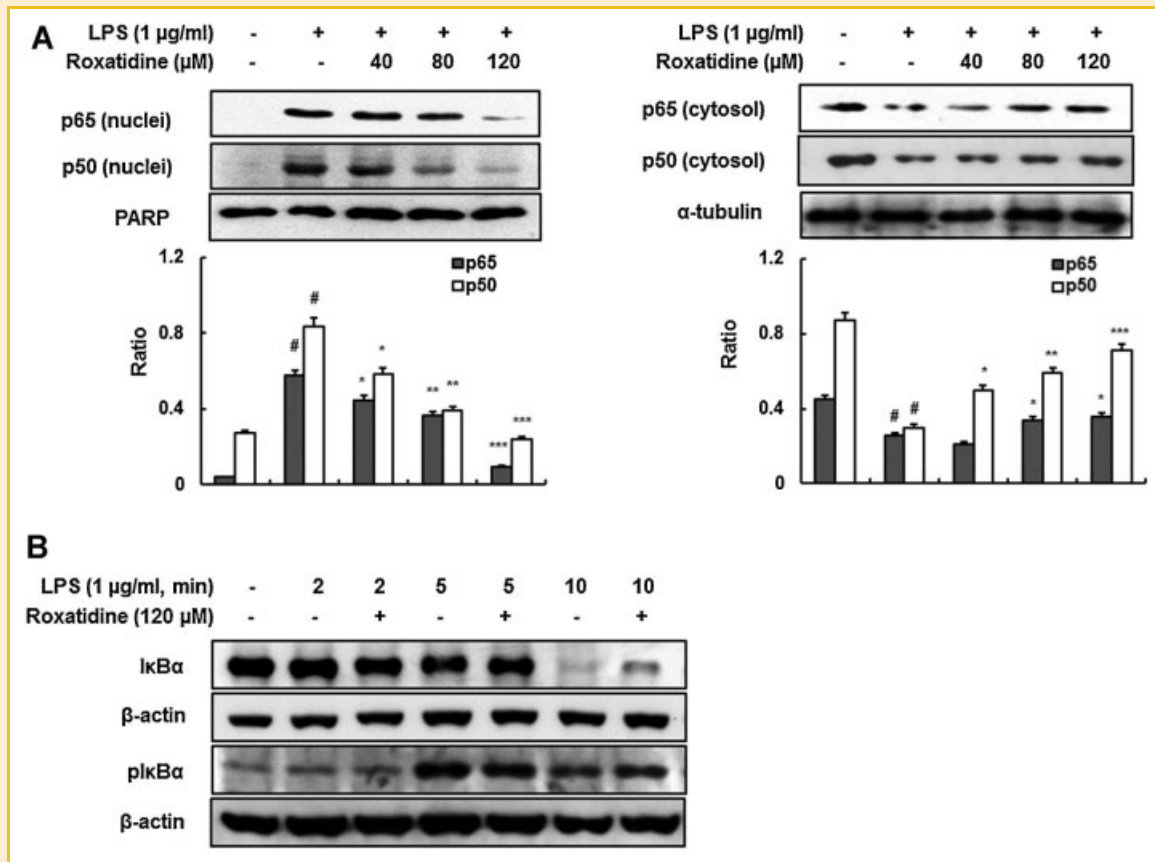 A
LPS (1 µg/ml) - + + + +
Roxatidine (µM) - - 40 80 120
p65 (nuclei)
p50 (nuclei)
PARP
1.2
0.8
0.4
0
Ratio
p65
p50
# # * * ** ** *** ***
LPS (1 µg/ml) - + + + +
Roxatidine (µM) - - 40 80 120
p65 (cytosol)
p50 (cytosol)
α-tubulin
1.2
0.8
0.4
0
Ratio
p65
p50
# # * * ** * ***
B
LPS (1 µg/ml, min) - 2 2 5 5 10 10
Roxatidine (120 µM) - - + - + - +
IκBα
β-actin
pIκBα
β-actin